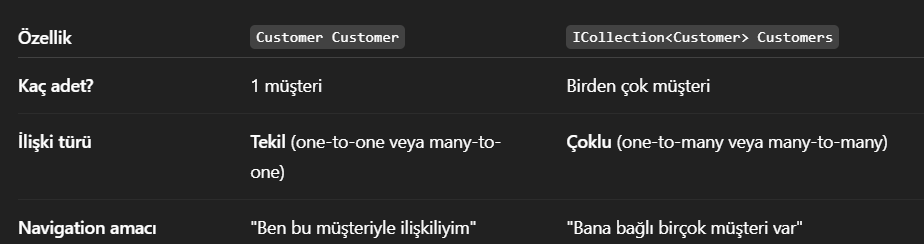 Özellik Customer Customer ICollection<Customer> Customers
Kaç adet? 1 müşteri Birden çok müşteri
İlişki türü Tekil (one-to-one veya many-to- Çoklu (one-to-many veya many-to-many)
one)
Navigation amacı "Ben bu müşteriyle ilişkiliyim" "Bana bağlı birçok müşteri var"